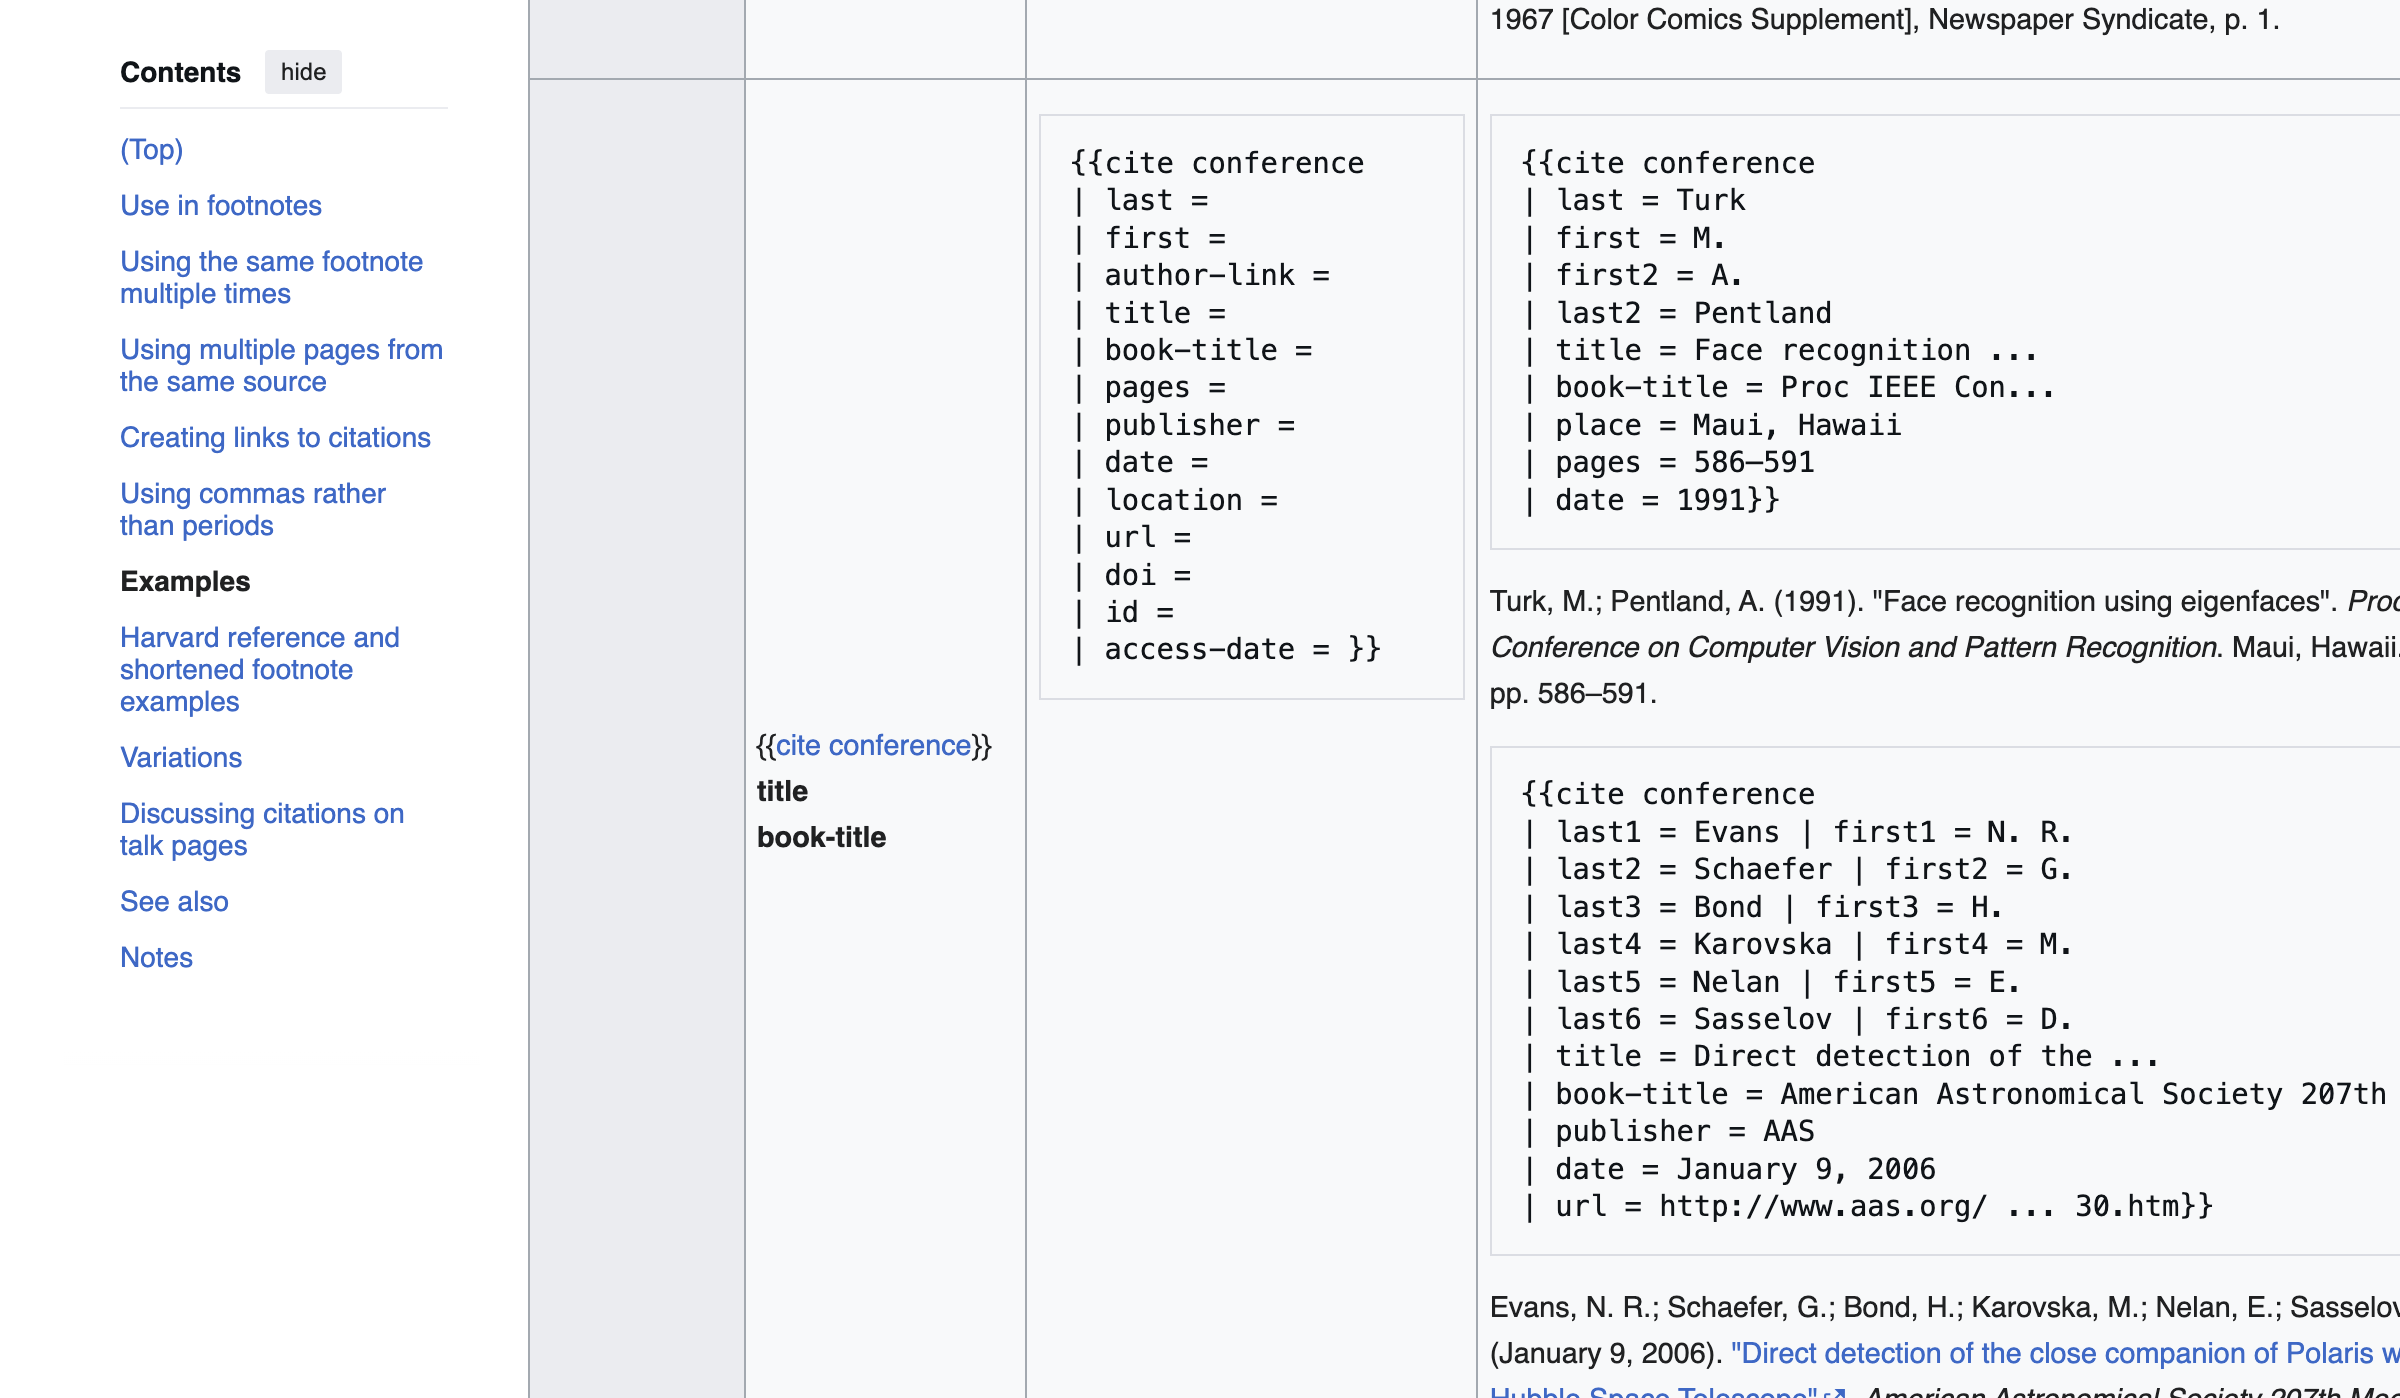 Contents hide
(Top)
Use in footnotes
Using the same footnote
multiple times
Using multiple pages from
the same source
Creating links to citations
Using commas rather
than periods
Examples
Harvard reference and
shortened footnote
examples
Variations
Discussing citations on
talk pages
See also
Notes
{{cite conference}}
title
book-title
{{cite conference
| last =
| first =
| author-link =
| title =
| book-title =
| pages =
| publisher =
| date =
| location =
| url =
| doi =
| id =
| access-date = }}
1967 [Color Comics Supplement], Newspaper Syndicate, p. 1.
{{cite conference
| last = Turk
| first = M.
| first2 = A.
| last2 = Pentland
| title = Face recognition ...
| book-title = Proc IEEE Con...
| place = Maui, Hawaii
| pages = 586–591
| date = 1991}}
Turk, M.; Pentland, A. (1991). "Face recognition using eigenfaces". Proc
Conference on Computer Vision and Pattern Recognition. Maui, Hawaii.
pp. 586–591.
{{cite conference
| last1 = Evans | first1 = N. R.
| last2 = Schaefer | first2 = G.
| last3 = Bond | first3 = H.
| last4 = Karovska | first4 = M.
| last5 = Nelan | first5 = E.
| last6 = Sasselov | first6 = D.
| title = Direct detection of the ...
| book-title = American Astronomical Society 207th
| publisher = AAS
| date = January 9, 2006
| url = http://www.aas.org/ ... 30.htm}}
Evans, N. R.; Schaefer, G.; Bond, H.; Karovska, M.; Nelan, E.; Sasselov
(January 9, 2006). "Direct detection of the close companion of Polaris w
Hubble Space Telescope". American Astronomical Society 207th Mee